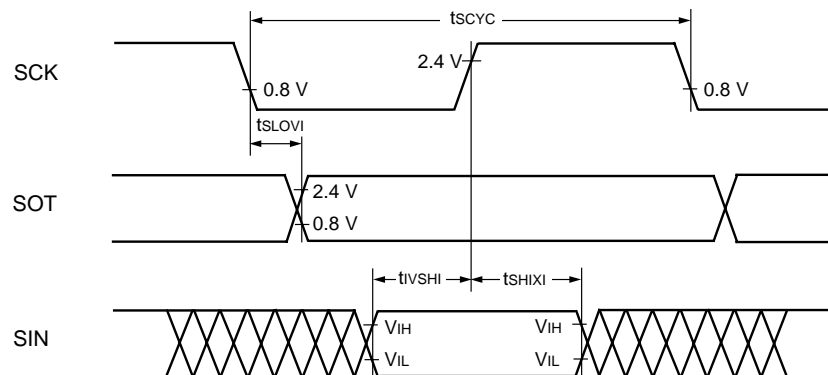 tSCYC
SCK
2.4 V
0.8 V
0.8 V
tSLOVI
SOT
2.4 V
0.8 V
tIVSHI
tSHIXI
SIN
VIH
VIH
VIL
VIL